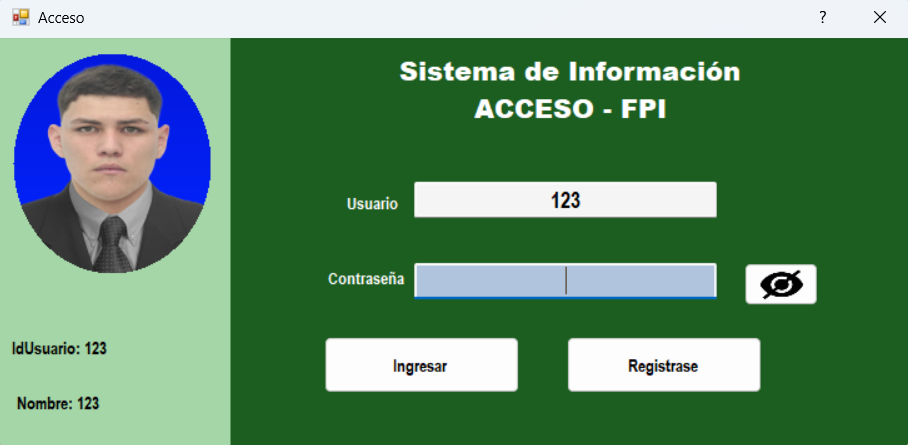 Acceso
?
Sistema de Información
ACCESO - FPI
Usuario
123
Contraseña
IdUsuario: 123
Ingresar
Registrase
Nombre: 123